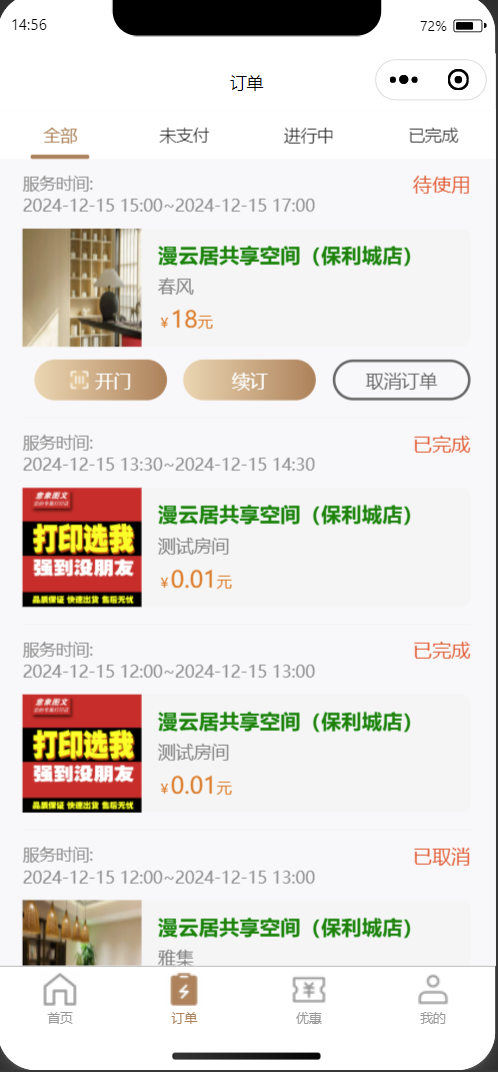 14:56
72%
订单
全部
未支付
进行中
已完成
服务时间:
待使用
2024-12-15 15:00~2024-12-15 17:00
漫云居共享空间（保利城店）
春风
¥18元
开门
续订
取消订单
服务时间:
已完成
2024-12-15 13:30~2024-12-15 14:30
意象图文
打印选我
强到没朋友
品质保证 快速出货 售后无忧
漫云居共享空间（保利城店）
测试房间
¥0.01元
服务时间:
已完成
2024-12-15 12:00~2024-12-15 13:00
意象图文
打印选我
强到没朋友
品质保证 快速出货 售后无忧
漫云居共享空间（保利城店）
测试房间
¥0.01元
服务时间:
已取消
2024-12-15 12:00~2024-12-15 13:00
漫云居共享空间（保利城店）
雅集
首页
订单
优惠
我的